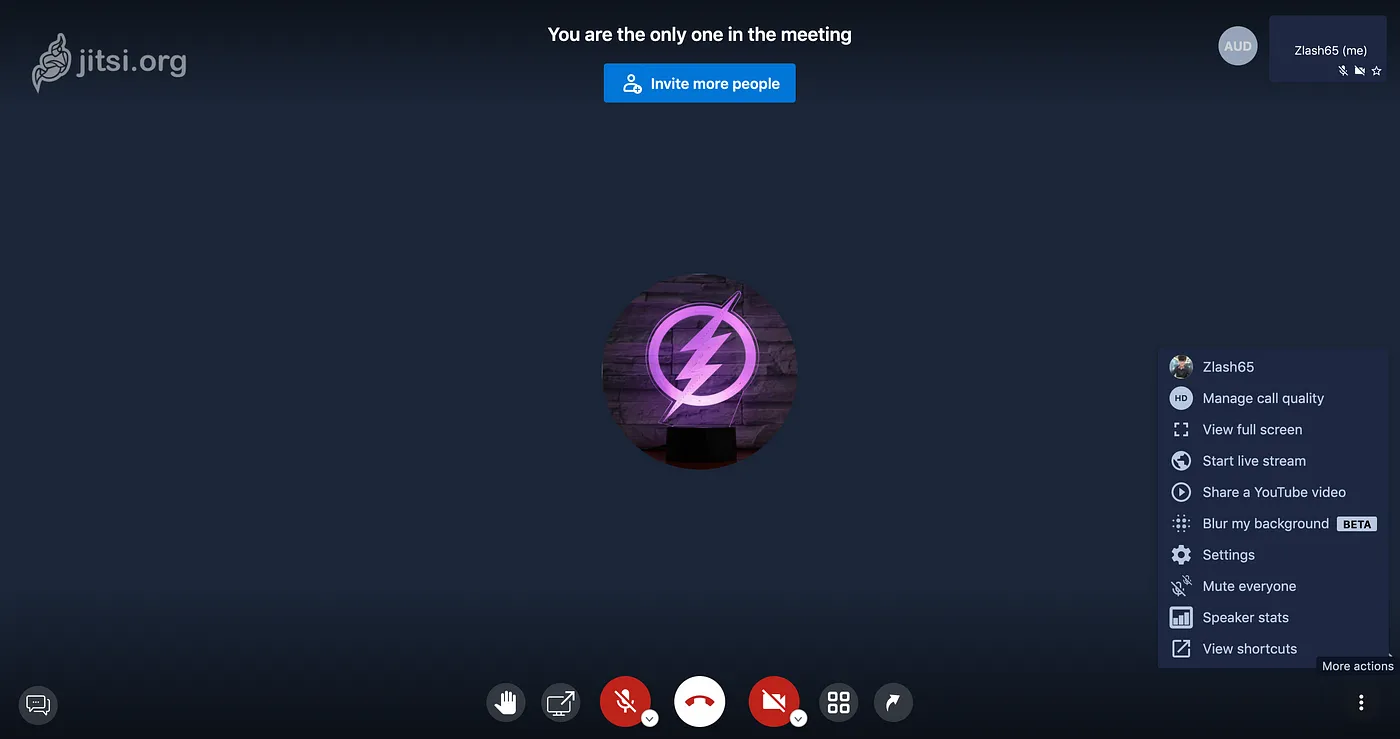 jitsi.org
You are the only one in the meeting
Invite more people
AUD
Zlash65 (me)
Zlash65
HD Manage call quality
View full screen
Start live stream
Share a YouTube video
Blur my background BETA
Settings
Mute everyone
Speaker stats
View shortcuts
More actions